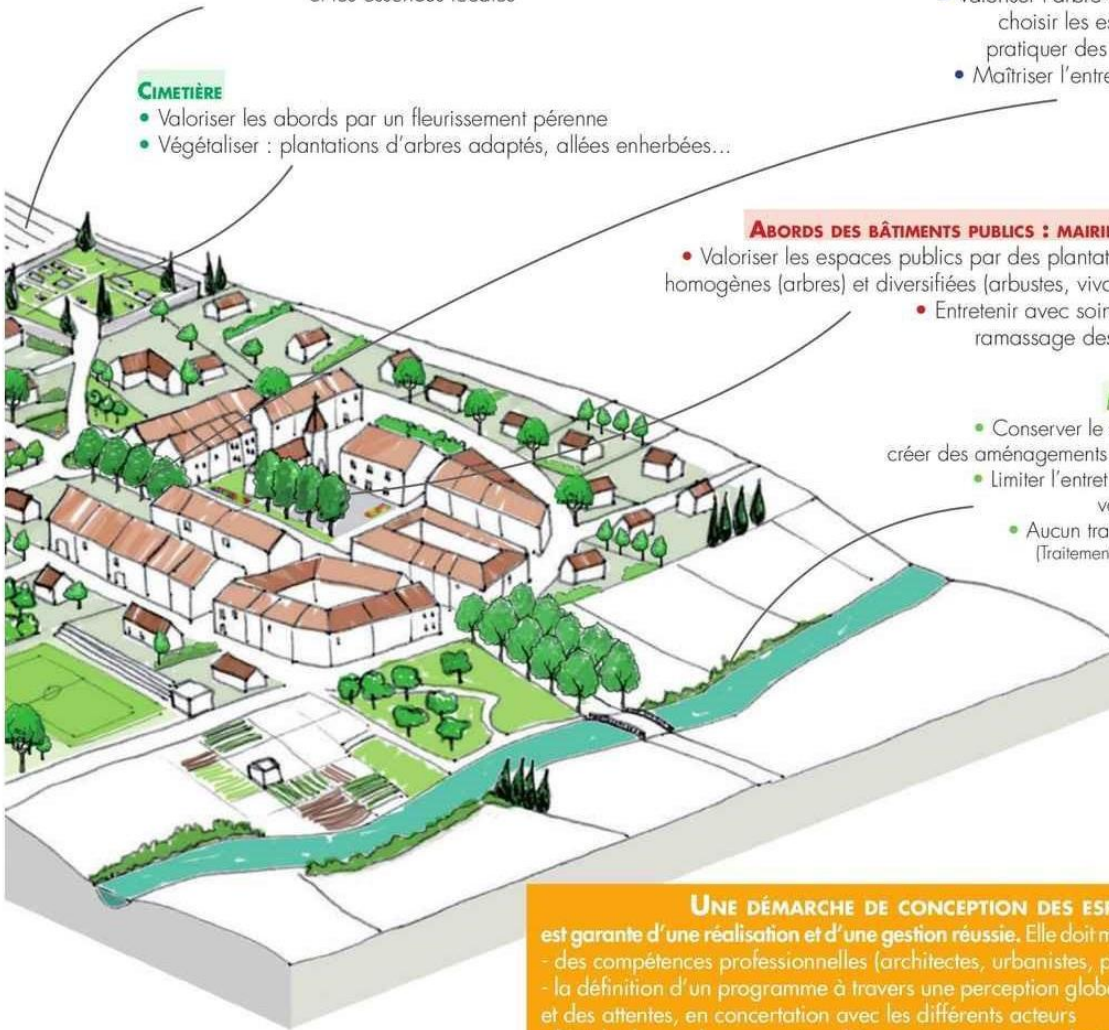 CIMETIÈRE
• Valoriser les abords par un fleurissement pérenne
• Végétaliser : plantations d'arbres adaptés, allées enherbées...
choisir les es
pratiquer des
• Maîtriser l'entre
ABORDS DES BÂTIMENTS PUBLICS : MAIRIE
• Valoriser les espaces publics par des plantat
homogènes (arbres) et diversifiées (arbustes, viva
• Entretenir avec soin
ramassage des
• Conserver le
créer des aménagements
• Limiter l'entret
• Aucun tra
(Traitemen
UNE DÉMARCHE DE CONCEPTION DES ESP
est garante d'une réalisation et d'une gestion réussie. Elle doit m
- des compétences professionnelles (architectes, urbanistes, p
- la définition d'un programme à travers une perception globa
et des attentes, en concertation avec les différents acteurs